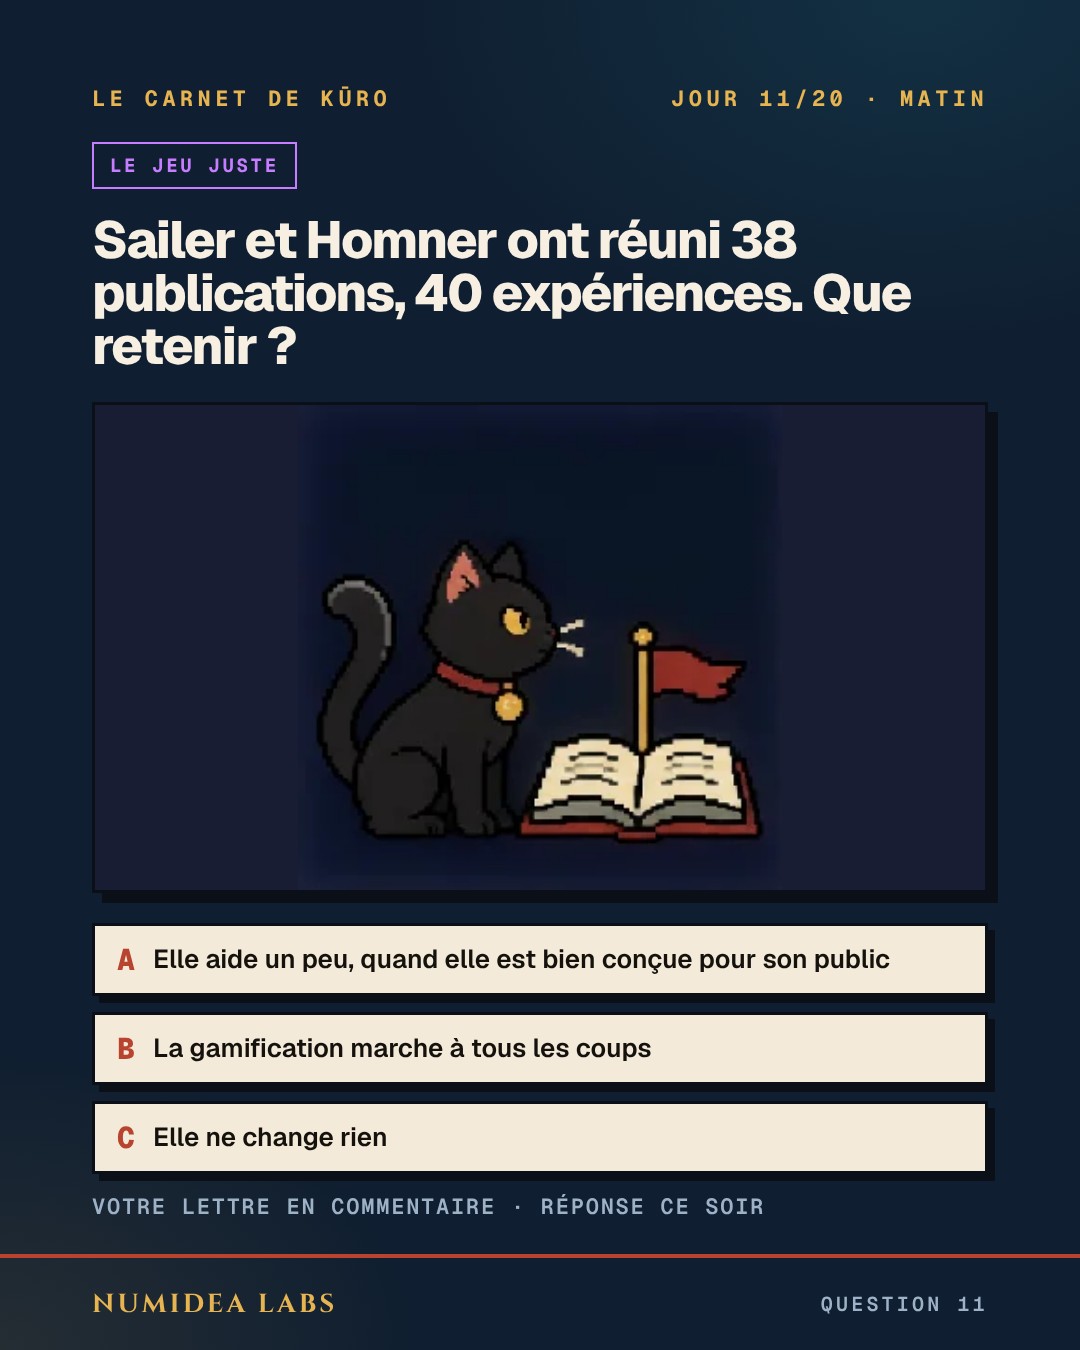 LE CARNET DE KŪRO
JOUR 11/20 · MATIN
LE JEU JUSTE
Sailer et Homner ont réuni 38
publications, 40 expériences. Que
retenir ?
A Elle aide un peu, quand elle est bien conçue pour son public
B La gamification marche à tous les coups
C Elle ne change rien
VOTRE LETTRE EN COMMENTAIRE · RÉPONSE CE SOIR
NUMIDEA LABS
QUESTION 11